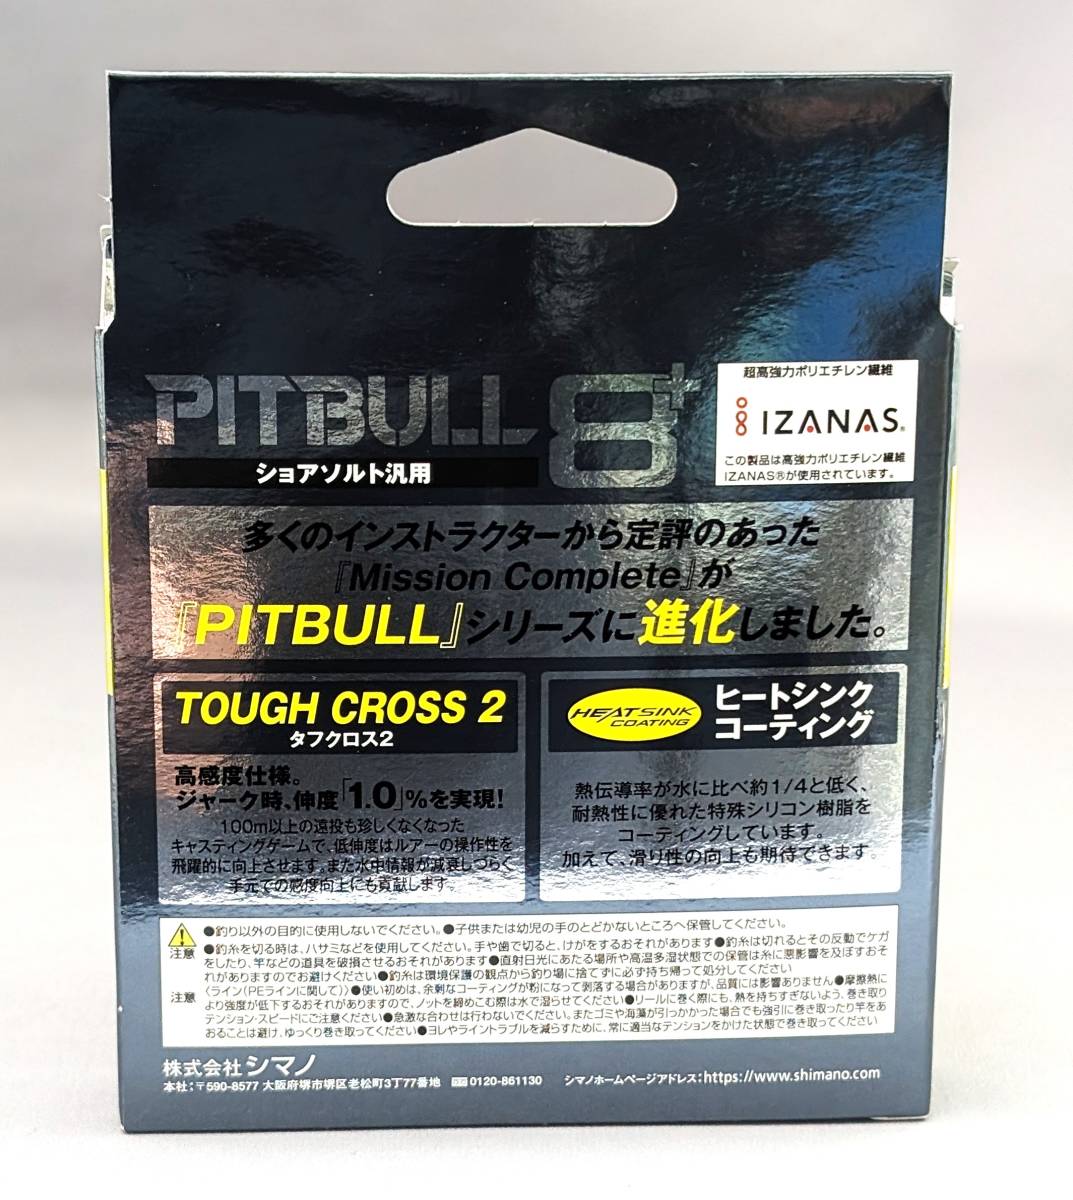 PITBULL 8+
ショアソルト汎用
超高強力ポリエチレン繊維
IZANAS®
この製品は高強力ポリエチレン繊維
IZANAS®が使用されています。
多くのインストラクターから定評のあった
『Mission Complete』が
『PITBULL』シリーズに進化しました。
TOUGH CROSS 2
タフクロス2
高感度仕様。
ジャーク時、伸度「1.0」%を実現!
100m以上の遠投も珍しくなくなった
キャスティングゲームで、低伸度はルアーの操作性を
飛躍的に向上させます。また水中情報が減衰しづらく
手元での感度向上にも貢献します。
HEATSINK
COATING
ヒートシンク
コーティング
熱伝導率が水に比べ約1/4と低く、
耐熱性に優れた特殊シリコン樹脂を
コーティングしています。
加えて、滑り性の向上も期待できます。
注意
●釣り以外の目的に使用しないでください。●子供または幼児の手のとどかないところへ保管してください。
●釣糸を切る時は、ハサミなどを使用してください。手や歯で切ると、けがをするおそれがあります●釣糸は切れるとその反動でケガ
をしたり、竿などの道具を破損させるおそれがあります●直射日光にあたる場所や高温多湿状態での保管は糸に悪影響を及ぼすおそ
れがありますのでお避けください●釣糸は環境保護の観点から釣り場に捨てずに必ず持ち帰って処分してください
注意
〈ライン(PEラインに関して)〉●使い初めは、余剰なコーティングが粉になって剥落する場合がありますが、品質には影響ありません●摩擦熱に
より強度が低下するおそれがありますので、ノットを締めこむ際は水で湿らせてください●リールに巻く際にも、熱を持ちすぎないよう、巻き取り
テンション・スピードにご注意ください●急激な合わせは行わないでください。またゴミや海藻が引っかかった場合でも強引に巻き取ったり竿をあ
おることは避け、ゆっくり巻き取ってください●ヨレやライントラブルを減らすために、常に適当なテンションをかけた状態で巻き取ってください
株式会社シマノ
本社:〒590-8577 大阪府堺市堺区老松町3丁77番地 0120-861130 シマノホームページアドレス:https://www.shimano.com